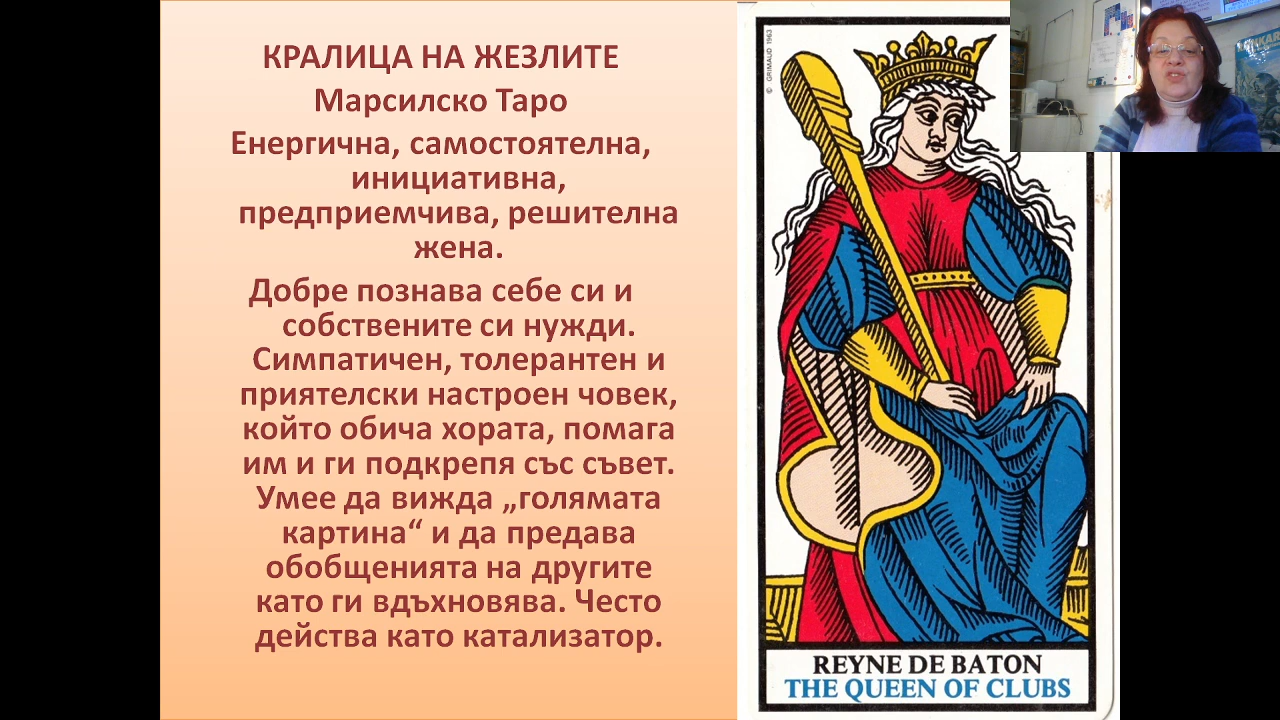 КРАЛИЦА НА ЖЕЗЛИТЕ
Марсилско Таро
Енергична, самостоятелна,
инициативна,
предприемчива, решителна
жена.
Добре познава себе си и
собствените си нужди.
Симпатичен, толерантен и
приятелски настроен човек,
който обича хората, помага
им и ги подкрепя със съвет.
Умее да вижда „голямата
картина“ и да предава
обобщенията на другите
като ги вдъхновява. Често
действа като катализатор.
© GRIMAUD 1963
REYNE DE BATON
THE QUEEN OF CLUBS